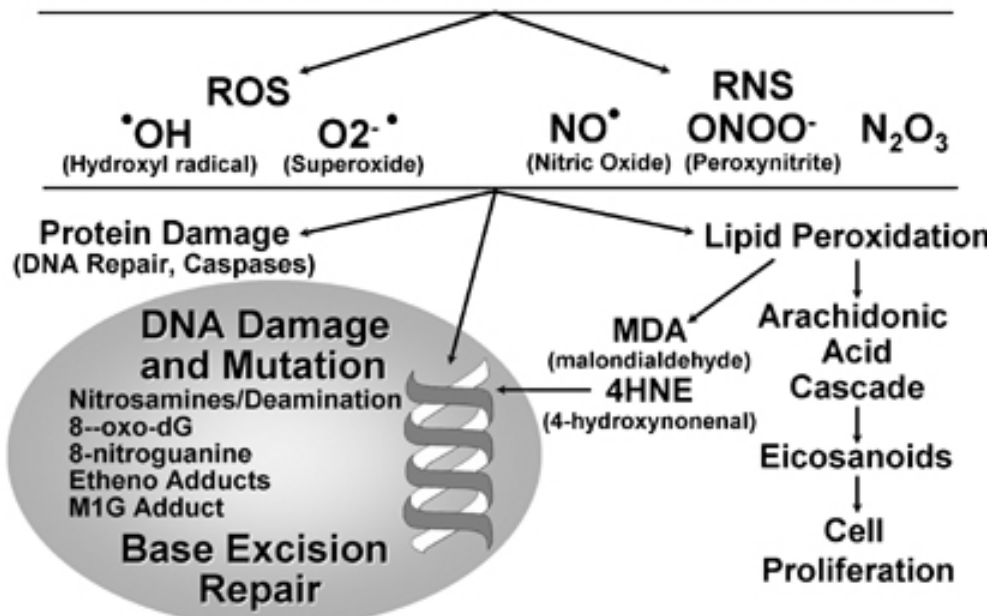 ROS
•OH
(Hydroxyl radical)
O2-•
(Superoxide)
RNS
NO•
(Nitric Oxide)
ONOO-
(Peroxynitrite)
N2O3
Protein Damage
(DNA Repair, Caspases)
Lipid Peroxidation
DNA Damage
and Mutation
Nitrosamines/Deamination
8--oxo-dG
8-nitroguanine
Etheno Adducts
M1G Adduct
Base Excision
Repair
MDA
(malondialdehyde)
4HNE
(4-hydroxynonenal)
Arachidonic
Acid
Cascade
Eicosanoids
Cell
Proliferation